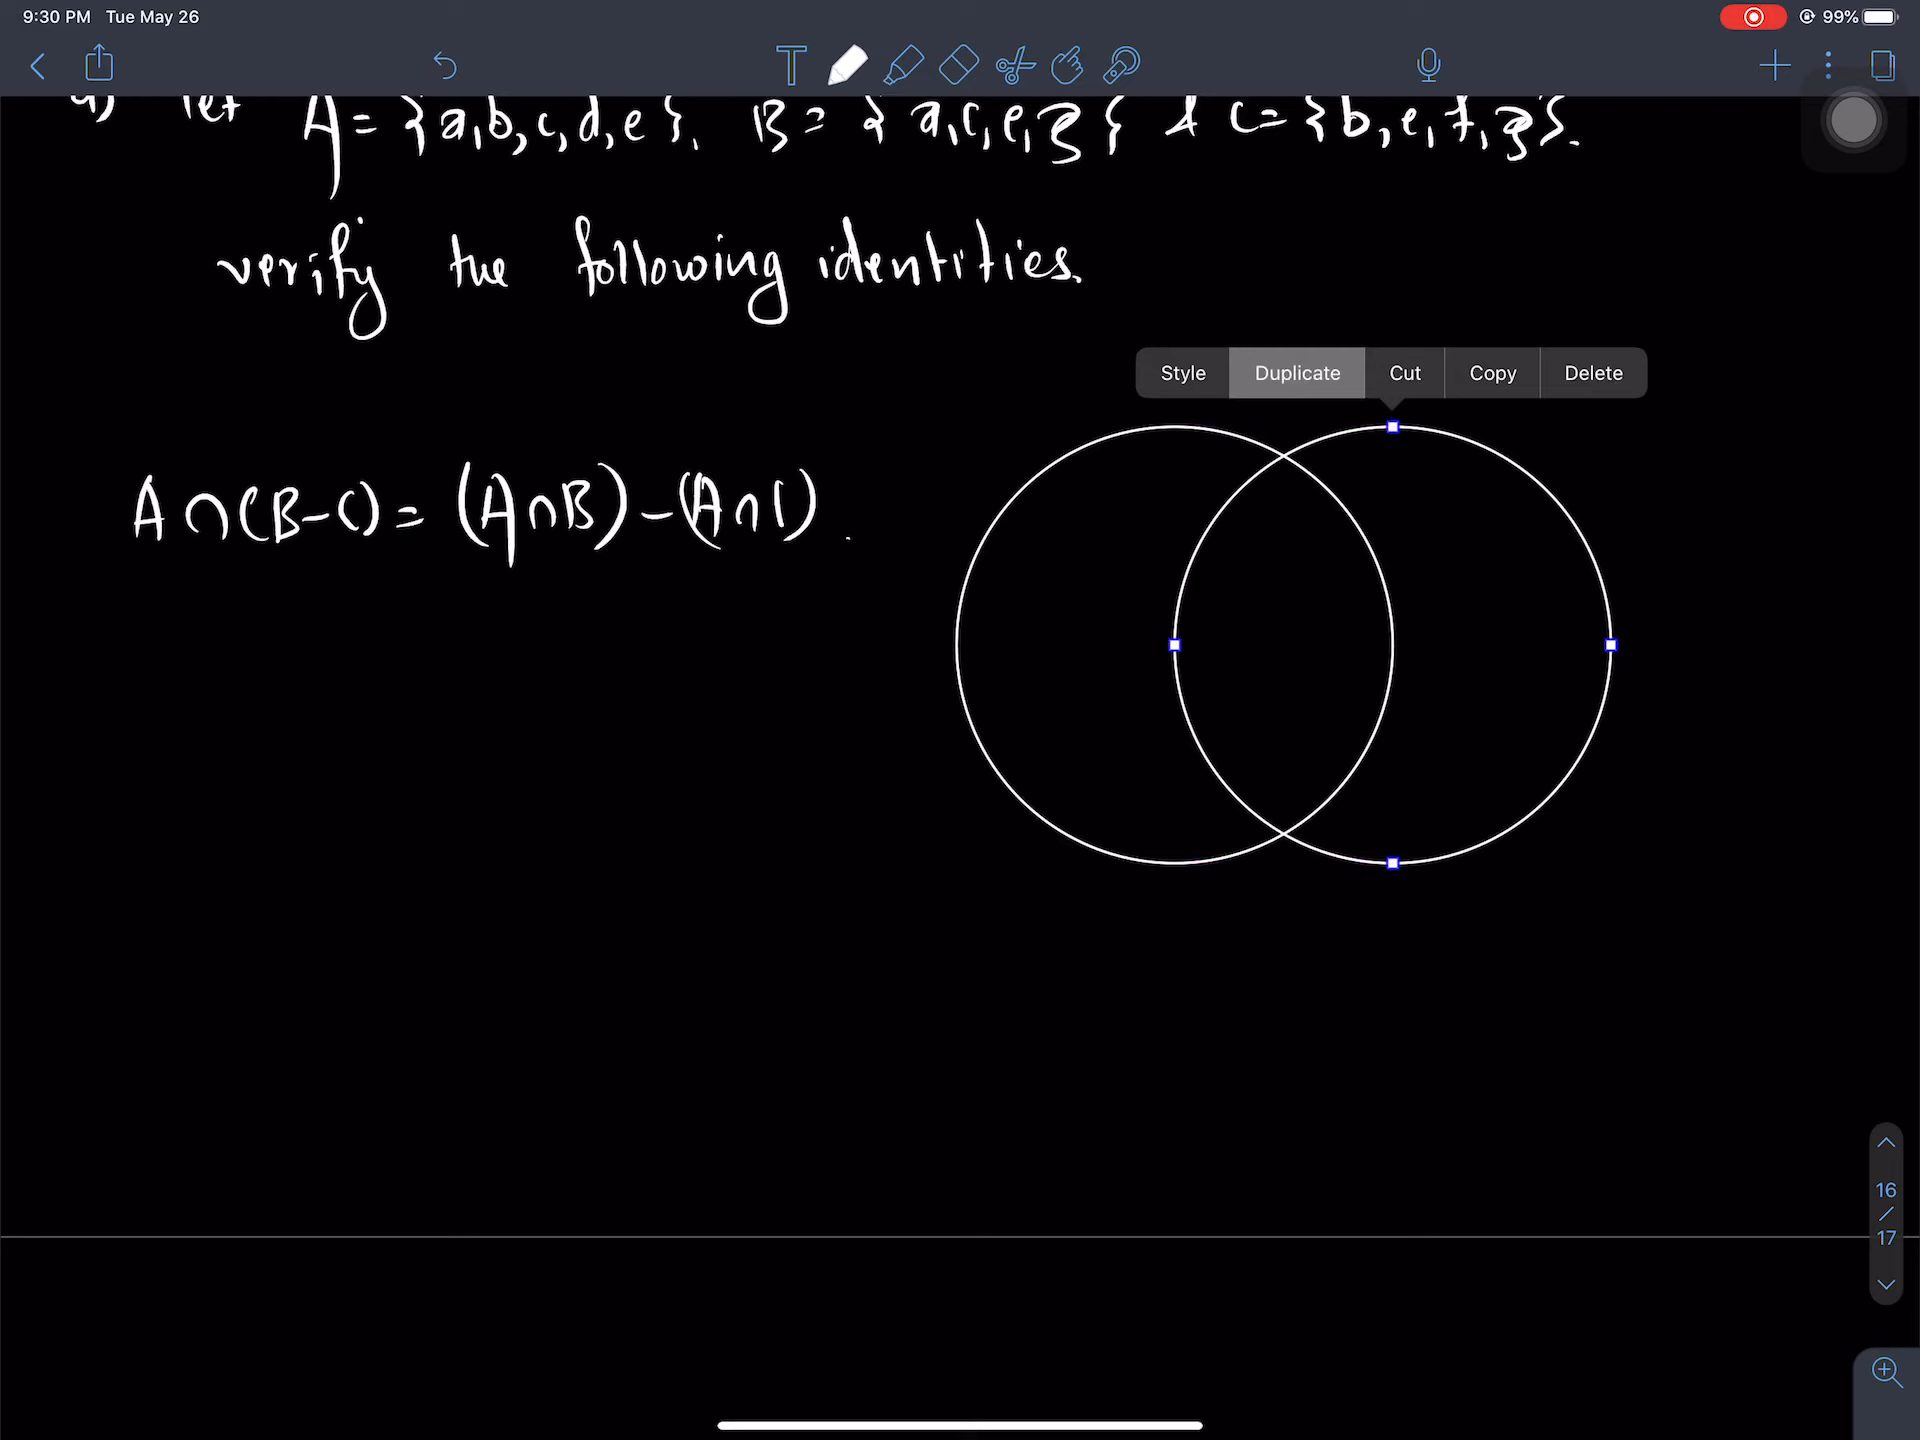 9:30 PM Tue May 26
99%
let A = {a,b,c,d,e}, B = {a,c,e,g} & C = {b,e,f,g}.
verify the following identities.
Style Duplicate Cut Copy Delete
A∩(B-C) = (A∩B)-(A∩C).
16
/
17